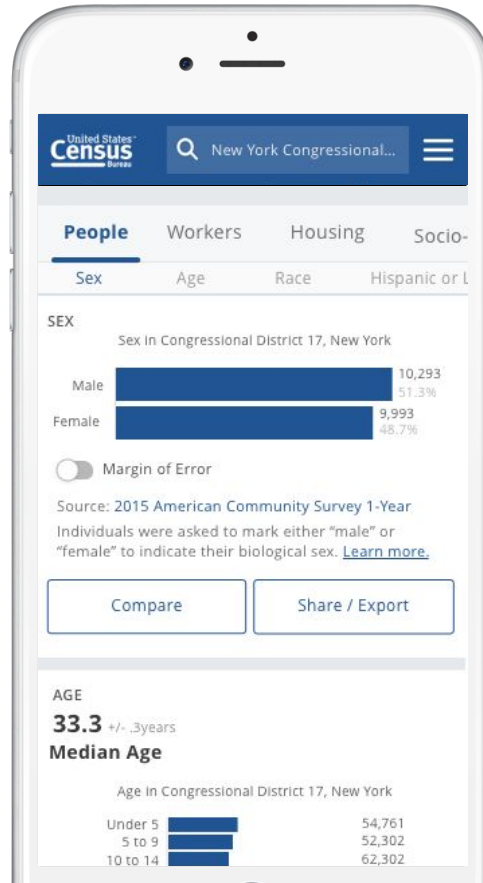 United States™
Census
Bureau
New York Congressional...
People Workers Housing Socio-
Sex Age Race Hispanic or L
SEX
Sex in Congressional District 17, New York
Male 10,293
51.3%
Female 9,993
48.7%
Margin of Error
Source: 2015 American Community Survey 1-Year
Individuals were asked to mark either "male" or
"female" to indicate their biological sex. Learn more.
Compare Share / Export
AGE
33.3 +/- .3years
Median Age
Age in Congressional District 17, New York
Under 5 54,761
5 to 9 52,302
10 to 14 62,302